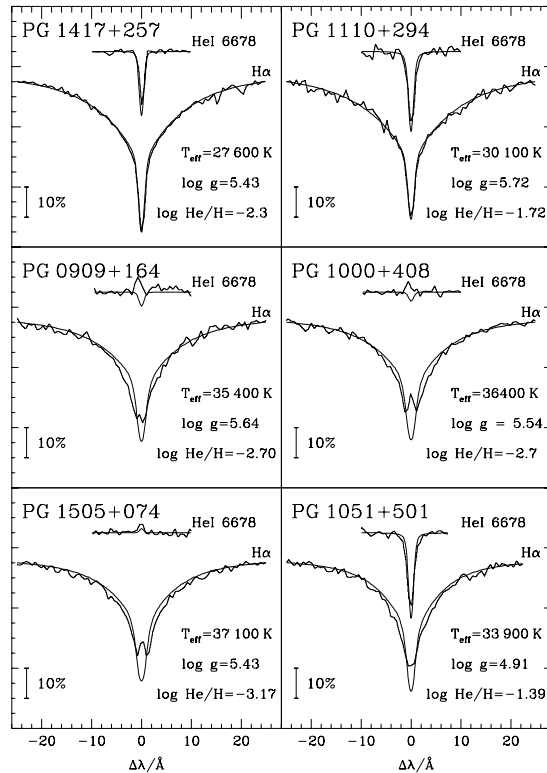 PG 1417+257
HeI 6678
Hα
T_eff=27 600 K
log g=5.43
10%
log He/H=−2.3
PG 1110+294
HeI 6678
Hα
T_eff=30 100 K
log g=5.72
10%
log He/H=−1.72
PG 0909+164
HeI 6678
Hα
T_eff=35 400 K
log g=5.64
10%
log He/H=−2.70
PG 1000+408
HeI 6678
Hα
T_eff=36400 K
log g = 5.54
10%
log He/H=−2.7
PG 1505+074
HeI 6678
Hα
T_eff=37 100 K
log g=5.43
10%
log He/H=−3.17
PG 1051+501
HeI 6678
Hα
T_eff=33 900 K
log g=4.91
10%
log He/H=−1.39
−20 −10 0 10 20
−20 −10 0 10 20
Δλ/Å
Δλ/Å